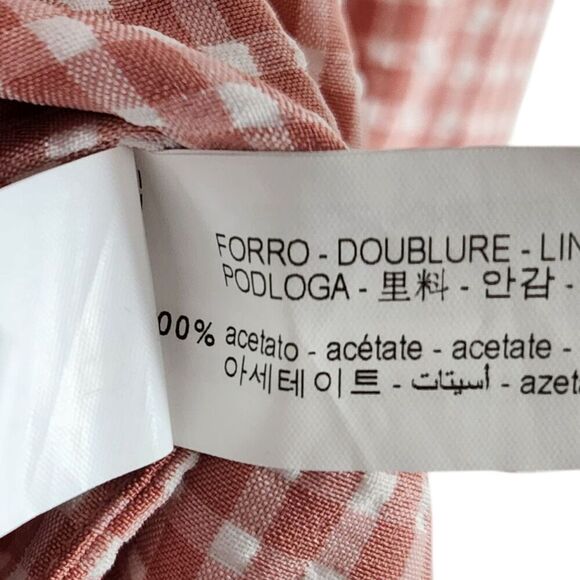 FORRO - DOUBLURE - LIN
PODLOGA - 里料 - 안감 -
00% acetato - acétate - acetate -
아세테이트 - أسيتات - azeta